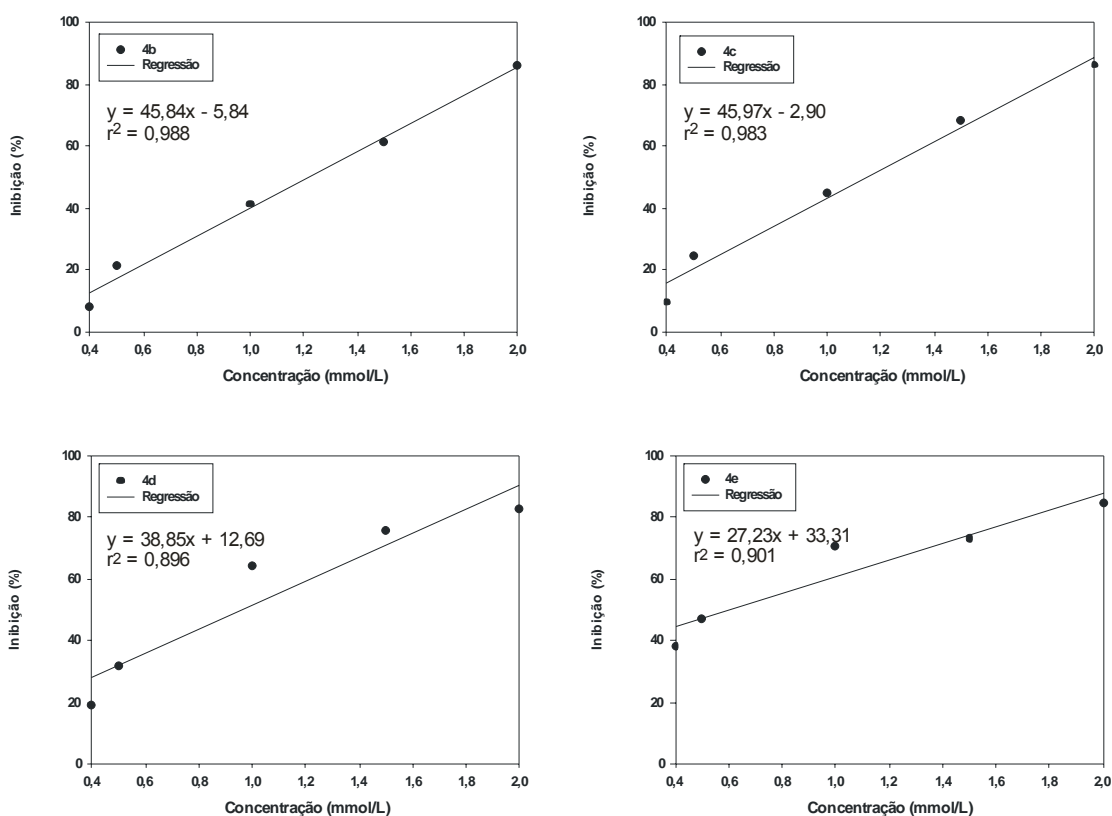 100
80
60
40
20
0
Inibição (%)
4b
Regressão
y = 45,84x - 5,84
r² = 0,988
0,4 0,6 0,8 1,0 1,2 1,4 1,6 1,8 2,0
Concentração (mmol/L)
100
80
60
40
20
0
Inibição (%)
4c
Regressão
y = 45,97x - 2,90
r² = 0,983
0,4 0,6 0,8 1,0 1,2 1,4 1,6 1,8 2,0
Concentração (mmol/L)
100
80
60
40
20
0
Inibição (%)
4d
Regressão
y = 38,85x + 12,69
r² = 0,896
0,4 0,6 0,8 1,0 1,2 1,4 1,6 1,8 2,0
Concentração (mmol/L)
100
80
60
40
20
0
Inibição (%)
4e
Regressão
y = 27,23x + 33,31
r² = 0,901
0,4 0,6 0,8 1,0 1,2 1,4 1,6 1,8 2,0
Concentração (mmol/L)